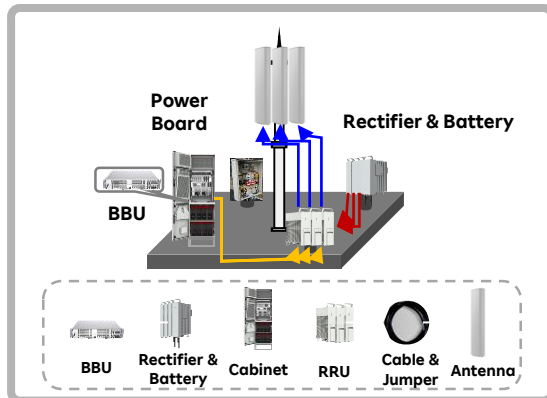 Power
Board
Rectifier & Battery
BBU
BBU
Rectifier &
Battery
Cabinet
RRU
Cable &
Jumper
Antenna